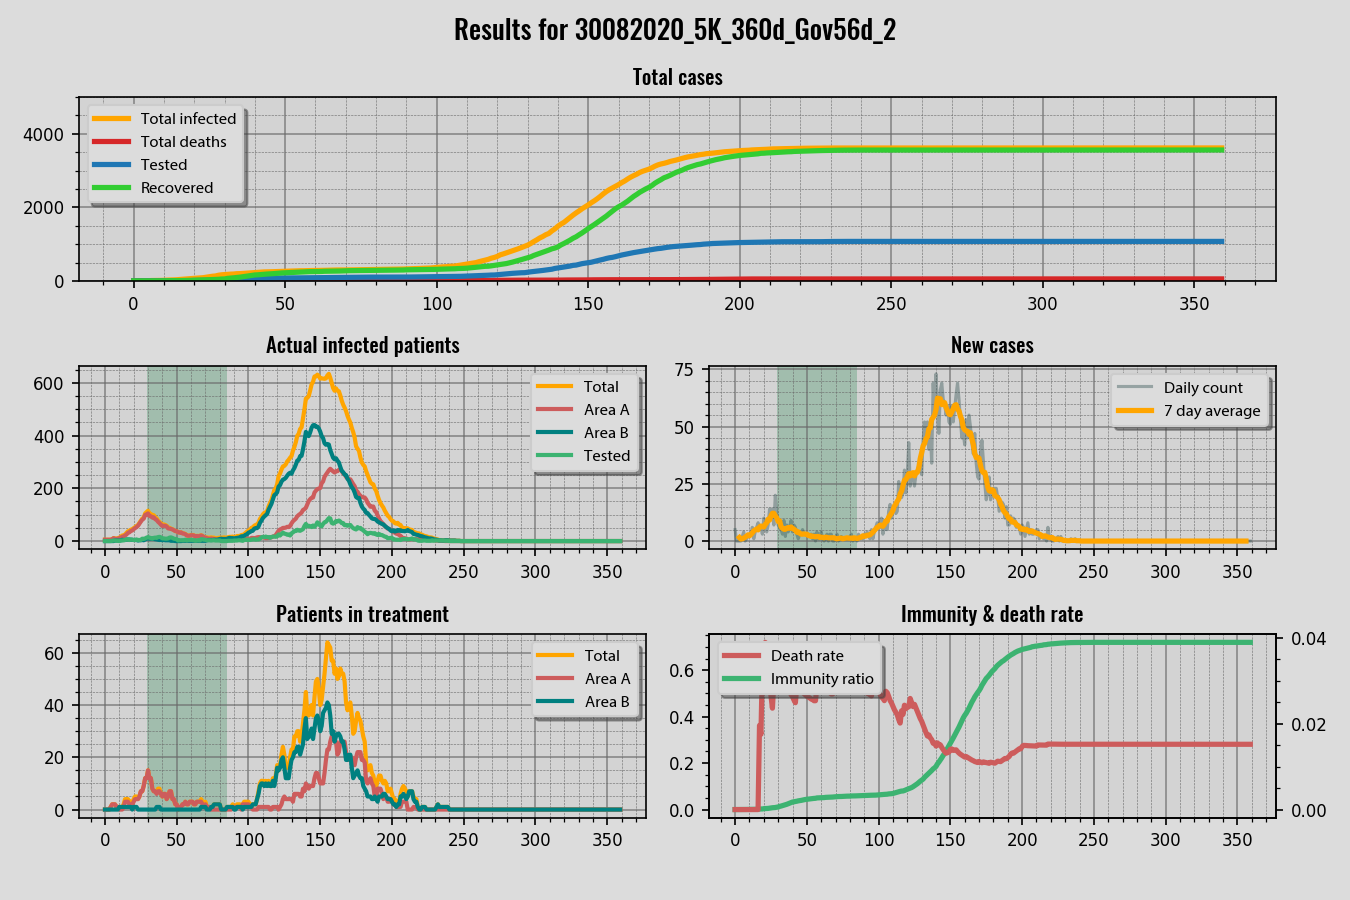 Results for 30082020_5K_360d_Gov56d_2
Total cases
Total infected
Total deaths
Tested
Recovered
4000
2000
0
0 50 100 150 200 250 300 350
Actual infected patients
Total
Area A
Area B
Tested
600
400
200
0
0 50 100 150 200 250 300 350
New cases
Daily count
7 day average
75
50
25
0
0 50 100 150 200 250 300 350
Patients in treatment
Total
Area A
Area B
60
40
20
0
0 50 100 150 200 250 300 350
Immunity & death rate
Death rate
Immunity ratio
0.6
0.4
0.2
0.0
0.04
0.02
0.00
0 50 100 150 200 250 300 350